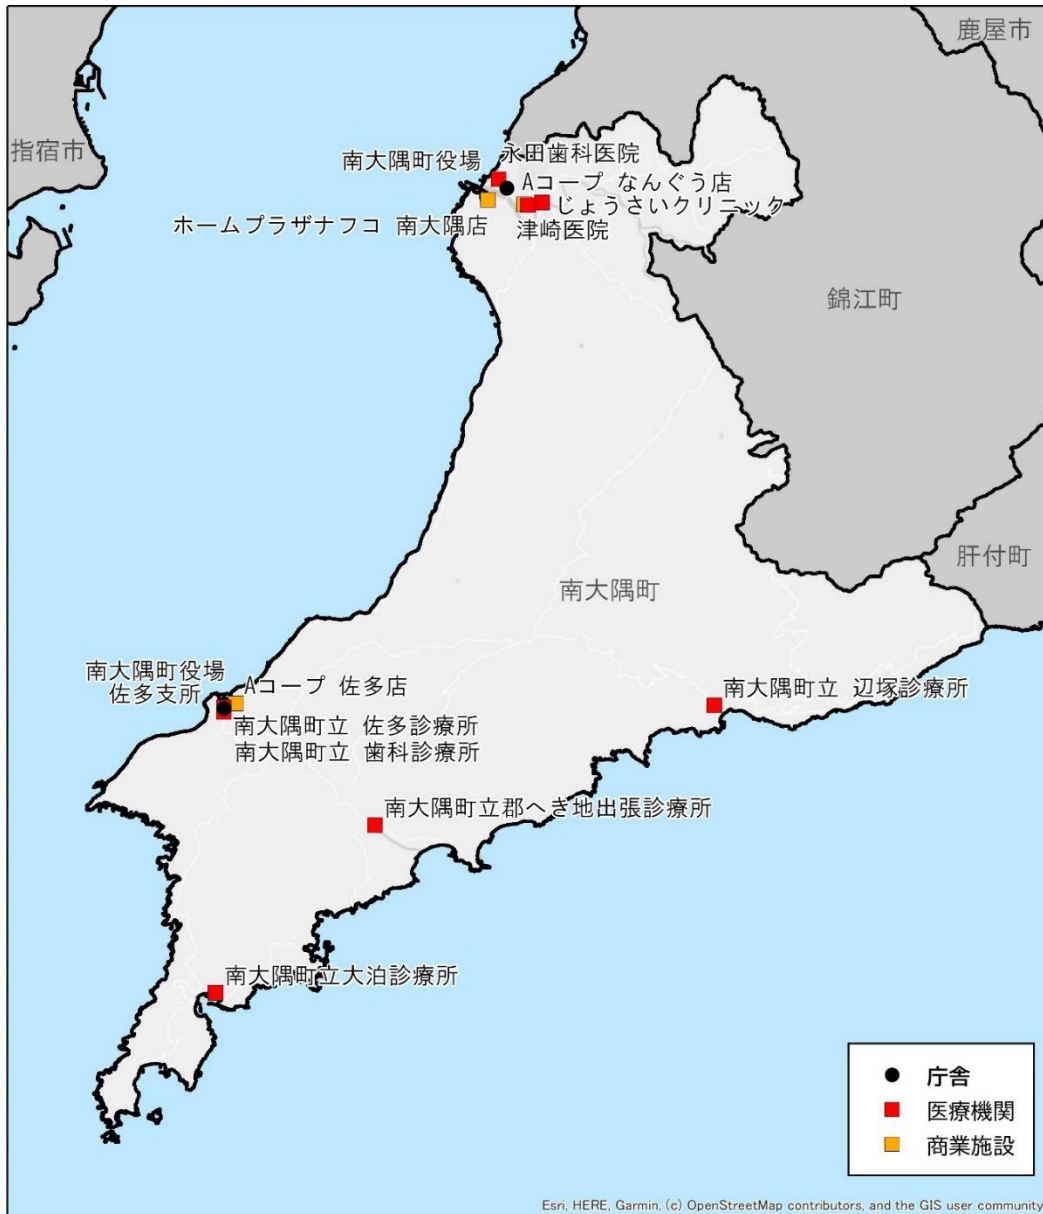 鹿屋市
指宿市
永田歯科医院
南大隅町役場
Aコープ なんぐう店
じょうさいクリニック
ホームプラザナフコ 南大隅店
津崎医院
錦江町
肝付町
南大隅町
南大隅町役場
佐多支所
Aコープ 佐多店
南大隅町立 辺塚診療所
南大隅町立 佐多診療所
南大隅町立 歯科診療所
南大隅町立郡へき地出張診療所
南大隅町立大泊診療所
庁舎
医療機関
商業施設
Esri, HERE, Garmin, (c) OpenStreetMap contributors, and the GIS user community